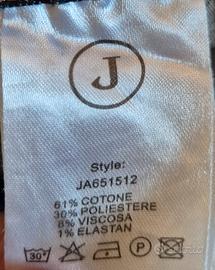 J
Style:
JA651512
61% COTONE
30% POLIESTERE
8% VISCOSA
1% ELASTAN
30° P